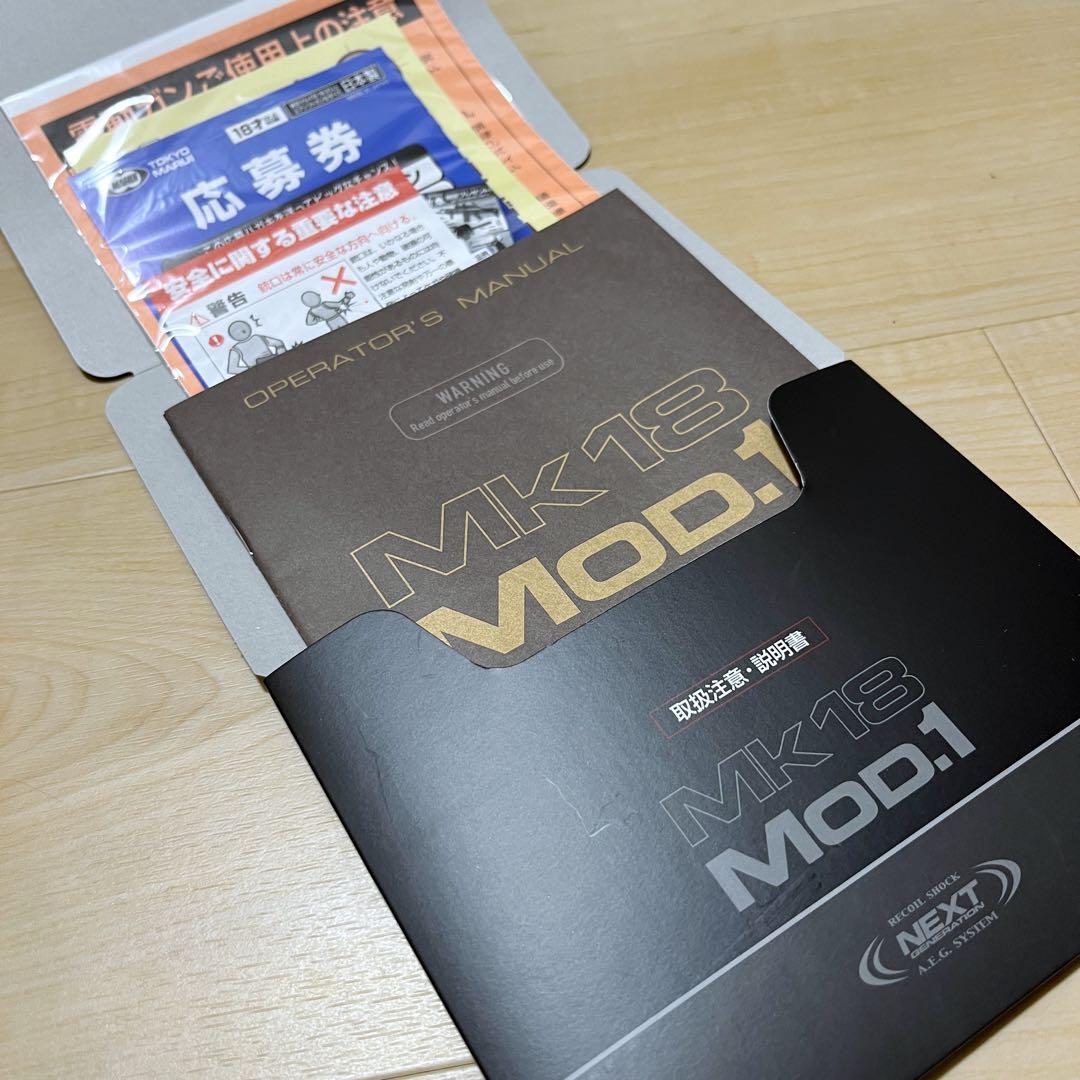 電動ガンご使用上の注意
TOKYO
MARUI
18才以上
日本製
応募券
安全に関する重要な注意
警告
銃口は常に安全な方向へ向ける。
OPERATOR'S MANUAL
WARNING
Read operator's manual before use
MK18
MOD.1
取扱注意・説明書
MK18
MOD.1
RECOIL SHOCK
NEXT
GENERATION
A.E.G. SYSTEM